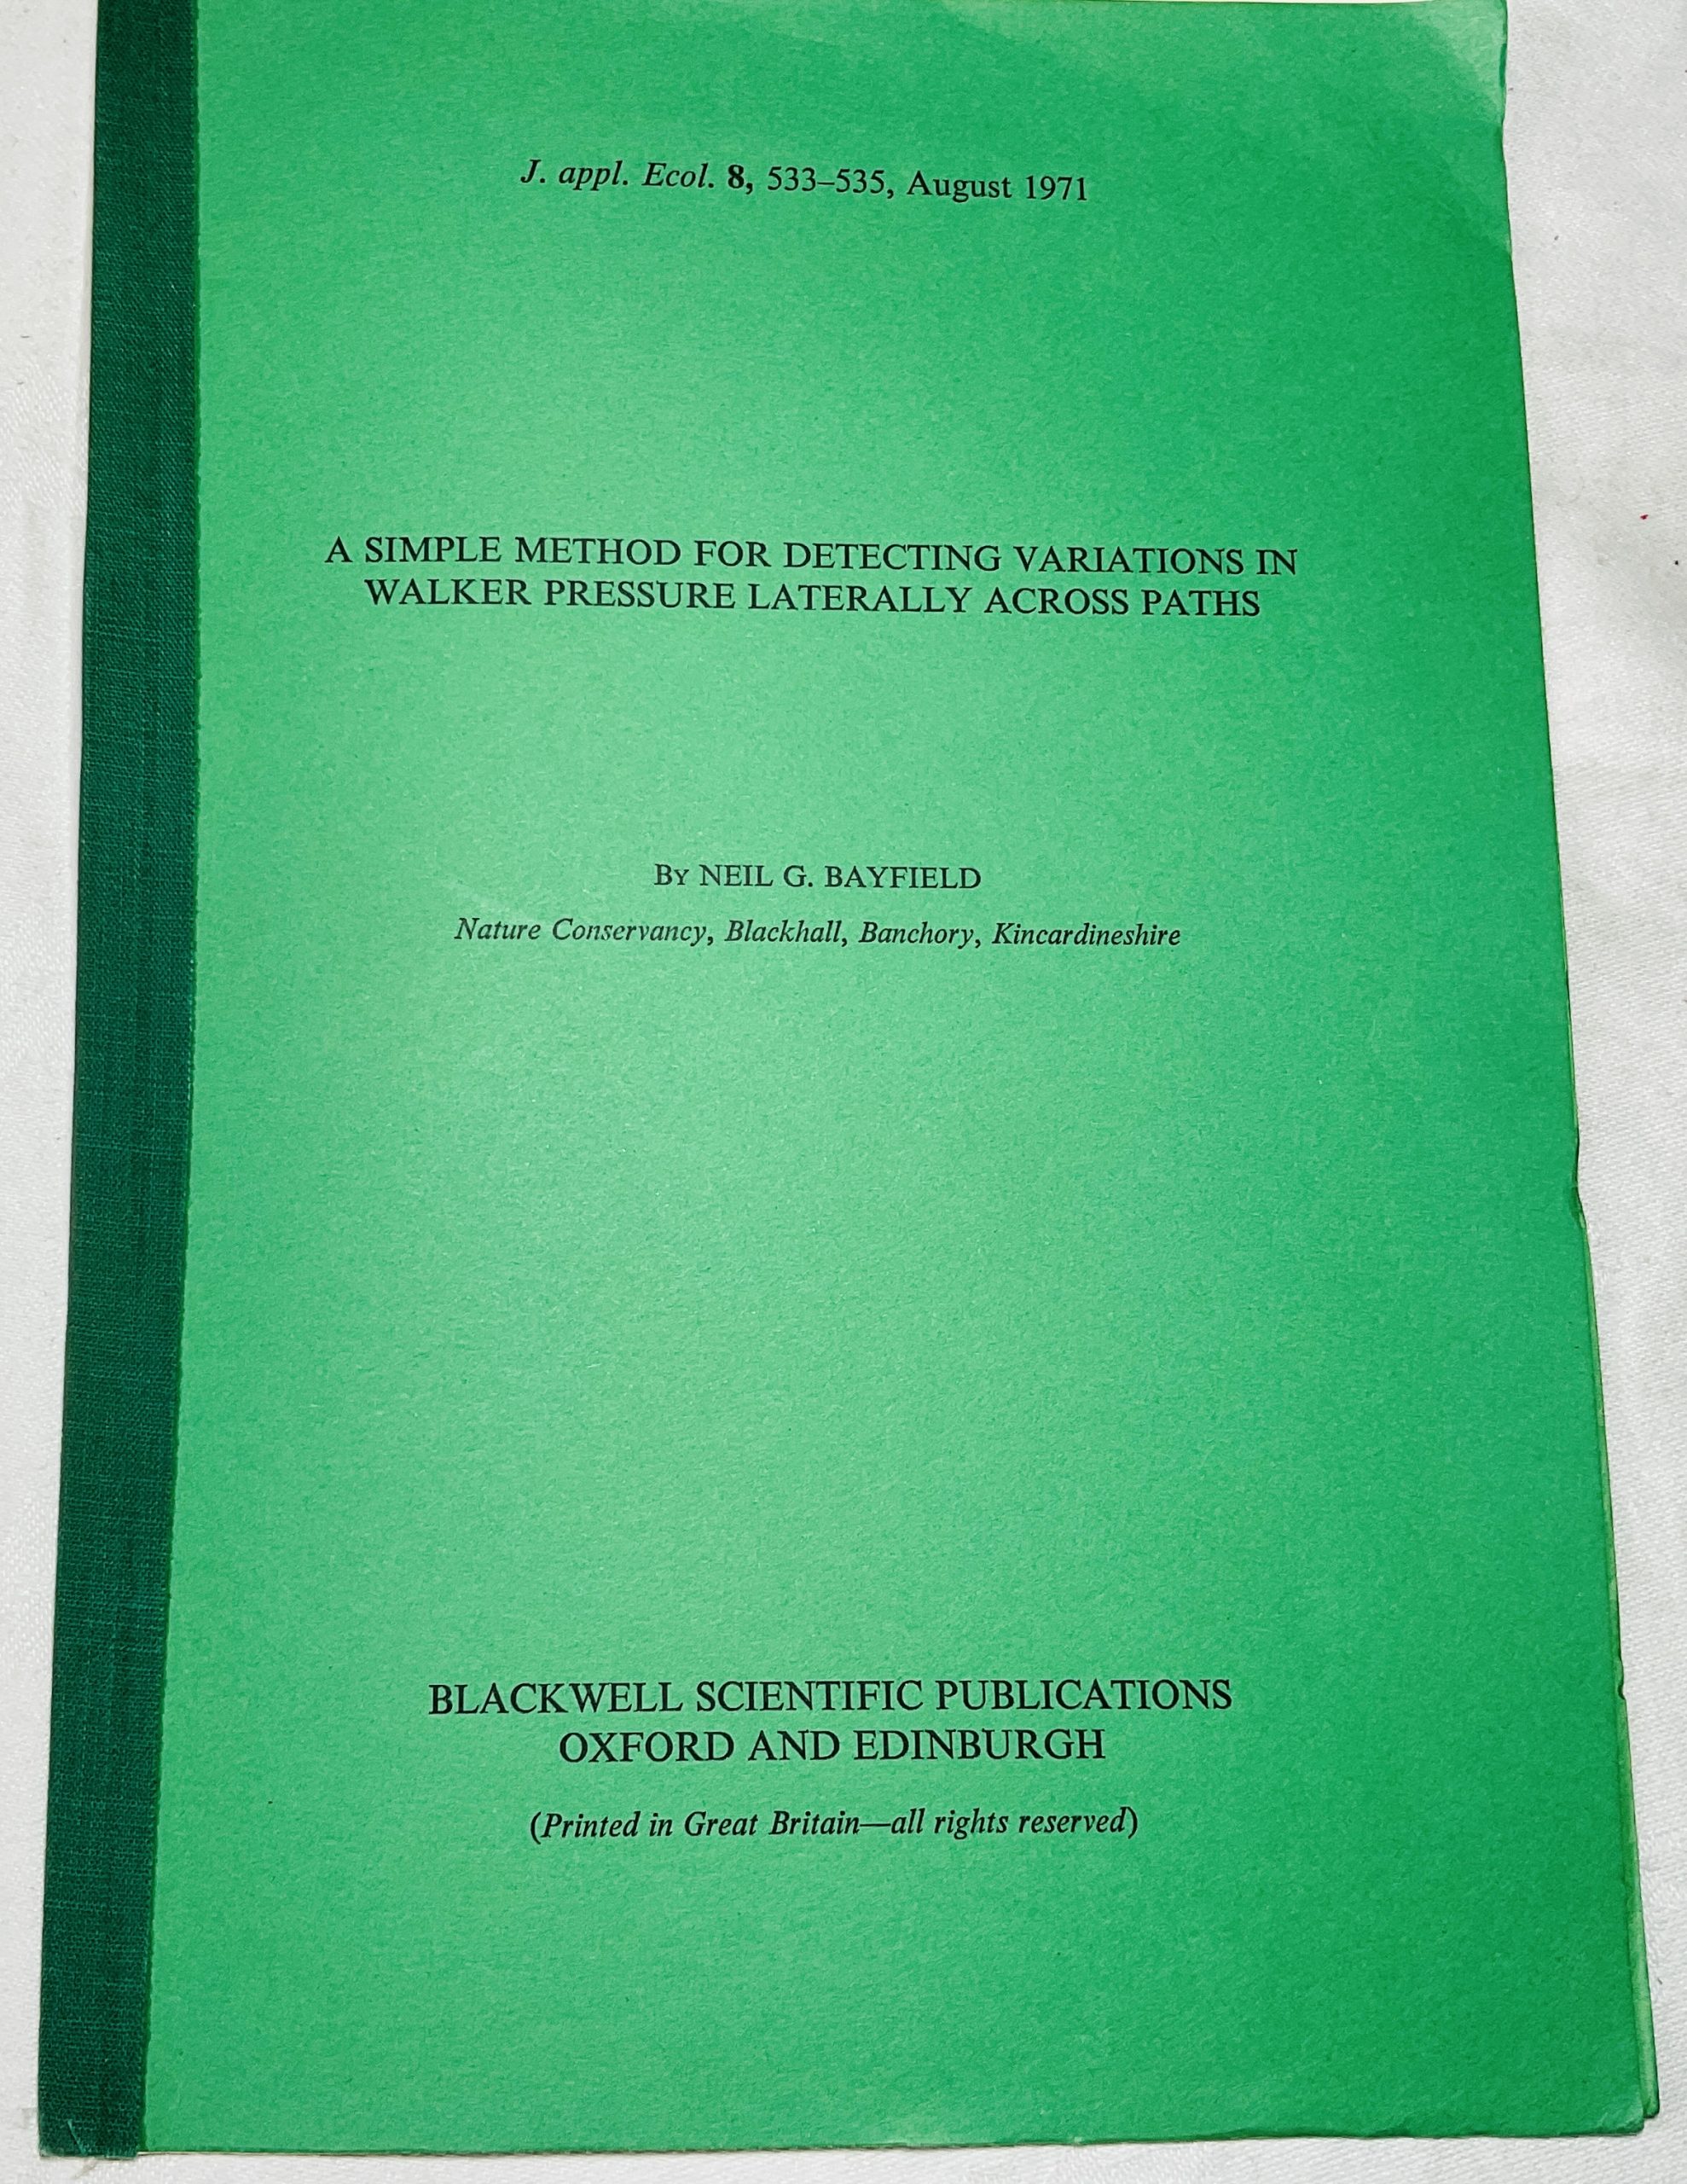 J. appl. Ecol. 8, 533–535, August 1971
A SIMPLE METHOD FOR DETECTING VARIATIONS IN
WALKER PRESSURE LATERALLY ACROSS PATHS
By NEIL G. BAYFIELD
Nature Conservancy, Blackhall, Banchory, Kincardineshire
BLACKWELL SCIENTIFIC PUBLICATIONS
OXFORD AND EDINBURGH
(Printed in Great Britain—all rights reserved)